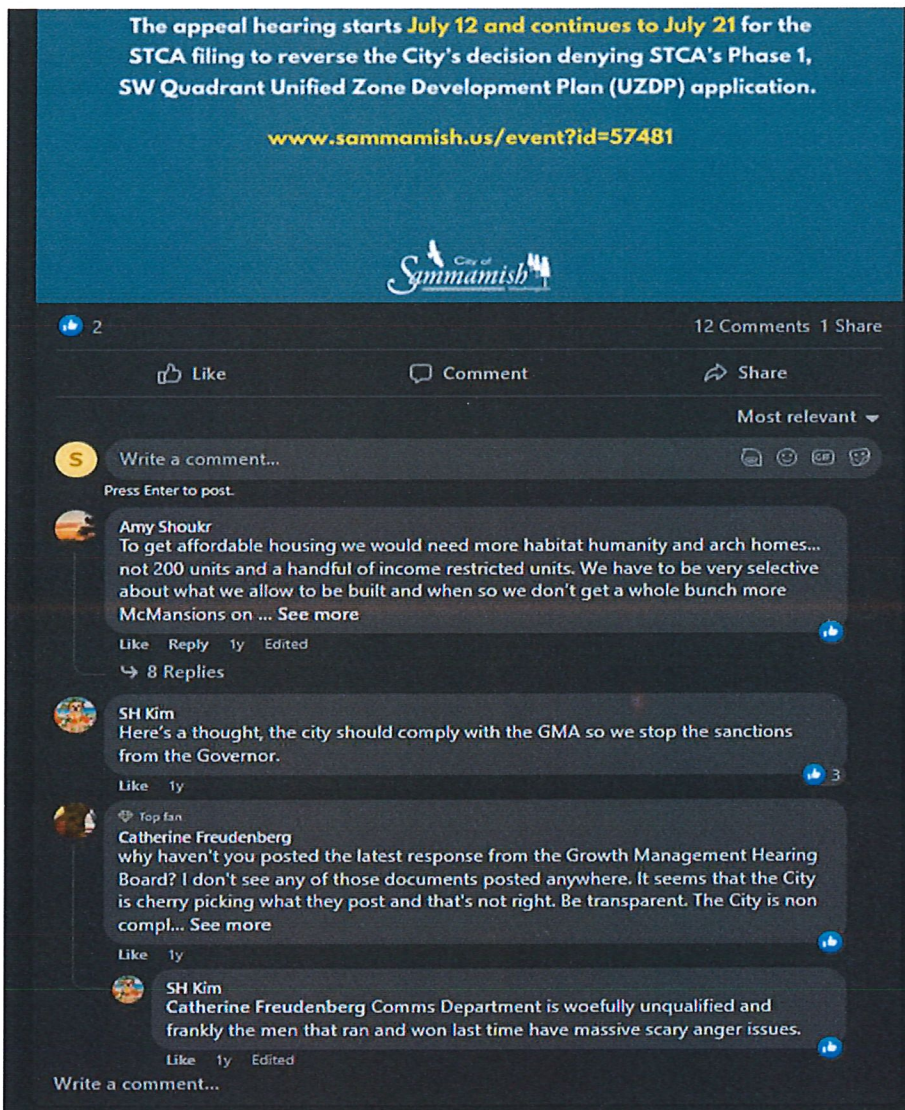 The appeal hearing starts July 12 and continues to July 21 for the
STCA filing to reverse the City's decision denying STCA's Phase 1,
SW Quadrant Unified Zone Development Plan (UZDP) application.
www.sammamish.us/event?id=57481
City of
Sammamish
2
12 Comments 1 Share
Like
Comment
Share
Most relevant
S
Write a comment...
GIF
Press Enter to post.
Amy Shoukr
To get affordable housing we would need more habitat humanity and arch homes...
not 200 units and a handful of income restricted units. We have to be very selective
about what we allow to be built and when so we don't get a whole bunch more
McMansions on ... See more
Like Reply 1y Edited
8 Replies
SH Kim
Here's a thought, the city should comply with the GMA so we stop the sanctions
from the Governor.
3
Like 1y
Top fan
Catherine Freudenberg
why haven't you posted the latest response from the Growth Management Hearing
Board? I don't see any of those documents posted anywhere. It seems that the City
is cherry picking what they post and that's not right. Be transparent. The City is non
compl... See more
Like 1y
SH Kim
Catherine Freudenberg Comms Department is woefully unqualified and
frankly the men that ran and won last time have massive scary anger issues.
Like 1y Edited
Write a comment...